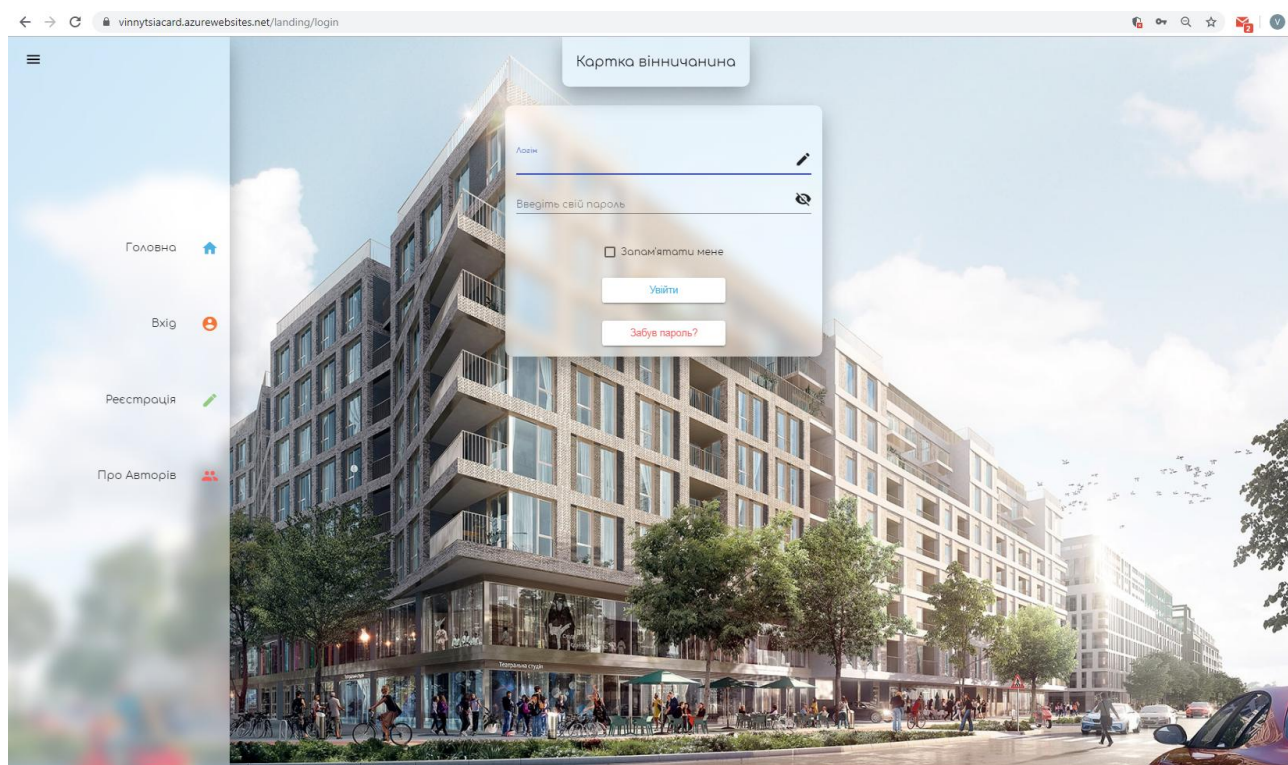 vinnytsiacard.azurewebsites.net/landing/login
2
V
Картка вінничанина
Логін
Введіть свій пароль
Запам'ятати мене
Увійти
Забув пароль?
Головна
Вхід
Реєстрація
Про Авторів
Театральна студія